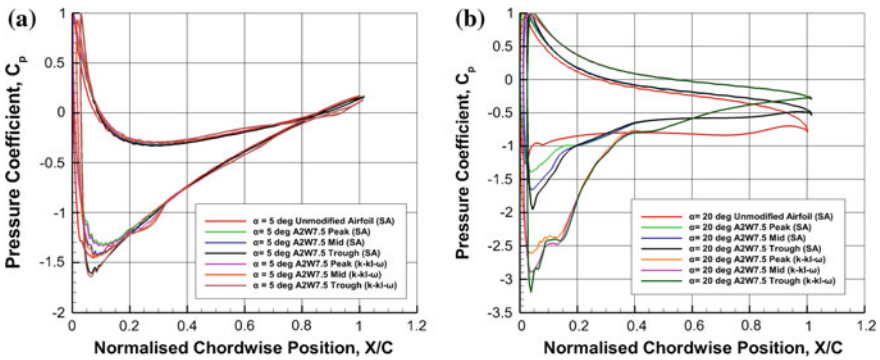 (a)
Pressure Coefficient, Cp
1
0.5
0
-0.5
-1
-1.5
-2
α = 5 deg Unmodified Airfoil (SA)
α = 5 deg A2W7.5 Peak (SA)
α = 5 deg A2W7.5 Mid (SA)
α = 5 deg A2W7.5 Trough (SA)
α = 5 deg A2W7.5 Peak (k-kl-ω)
α = 5 deg A2W7.5 Mid (k-kl-ω)
α = 5 deg A2W7.5 Trough (k-kl-ω)
0 0.2 0.4 0.6 0.8 1 1.2
Normalised Chordwise Position, X/C
(b)
Pressure Coefficient, Cp
1
0.5
0
-0.5
-1
-1.5
-2
-2.5
-3
-3.5
α= 20 deg Unmodified Airfoil (SA)
α= 20 deg A2W7.5 Peak (SA)
α= 20 deg A2W7.5 Mid (SA)
α= 20 deg A2W7.5 Trough (SA)
α= 20 deg A2W7.5 Peak (k-kl-ω)
α= 20 deg A2W7.5 Mid (k-kl-ω)
α= 20 deg A2W7.5 Trough (k-kl-ω)
0 0.2 0.4 0.6 0.8 1 1.2
Normalised Chordwise Position, X/C